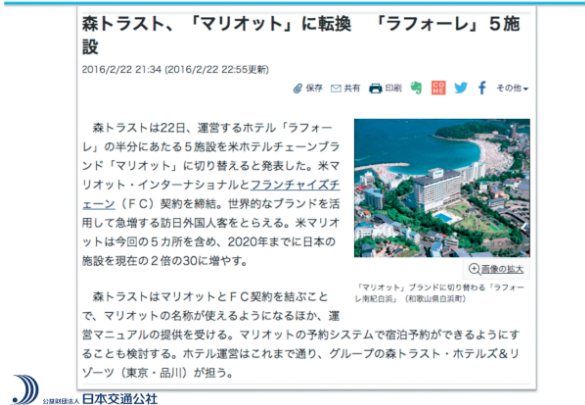 森トラスト、「マリオット」に転換　「ラフォーレ」５施
設
2016/2/22 21:34 (2016/2/22 22:55更新)
保存 共有 印刷 その他
森トラストは22日、運営するホテル「ラフォー
レ」の半分にあたる５施設を米ホテルチェーンブラ
ンド「マリオット」に切り替えると発表した。米マ
リオット・インターナショナルとフランチャイズチ
ェーン（ＦＣ）契約を締結。世界的なブランドを活
用して急増する訪日外国人客をとらえる。米マリオ
ットは今回の５カ所を含め、2020年までに日本の
施設を現在の２倍の30に増やす。
画像の拡大
「マリオット」ブランドに切り替わる「ラフォー
レ南紀白浜」（和歌山県白浜町）
森トラストはマリオットとＦＣ契約を結ぶこと
で、マリオットの名称が使えるようになるほか、運
営マニュアルの提供を受ける。マリオットの予約システムで宿泊予約ができるようにす
ることも検討する。ホテル運営はこれまで通り、グループの森トラスト・ホテルズ＆リ
ゾーツ（東京・品川）が担う。
公益財団法人 日本交通公社